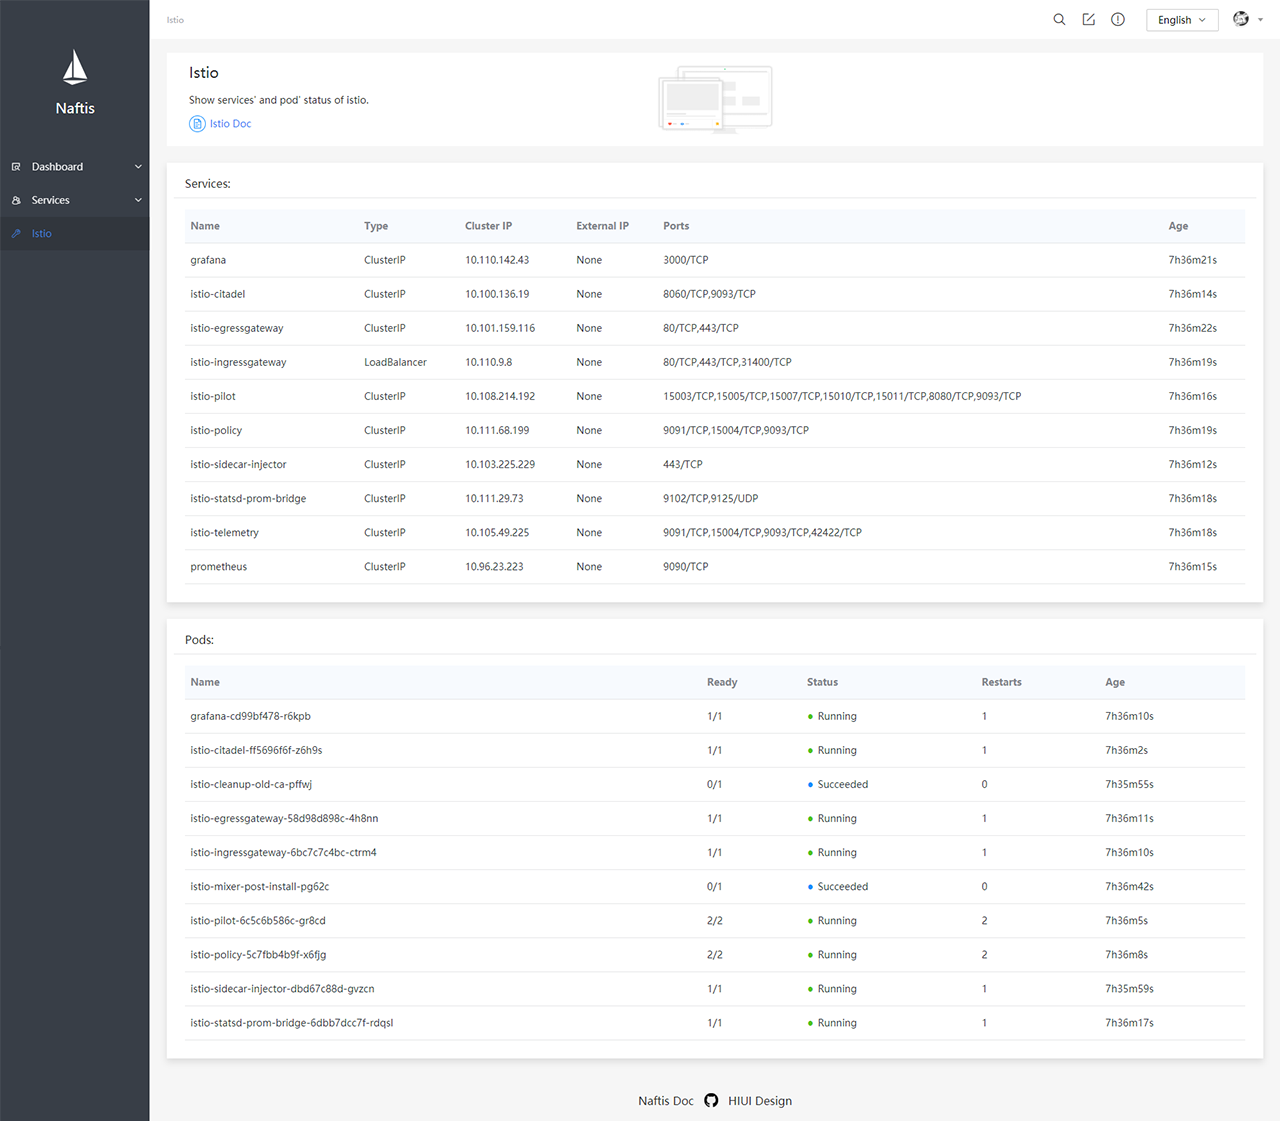 Naftis
Dashboard
Services
Istio
Istio
English
Istio
Show services' and pod' status of istio.
Istio Doc
Services:
Name Type Cluster IP External IP Ports Age
grafana ClusterIP 10.110.142.43 None 3000/TCP 7h36m21s
istio-citadel ClusterIP 10.100.136.19 None 8060/TCP,9093/TCP 7h36m14s
istio-egressgateway ClusterIP 10.101.159.116 None 80/TCP,443/TCP 7h36m22s
istio-ingressgateway LoadBalancer 10.110.9.8 None 80/TCP,443/TCP,31400/TCP 7h36m19s
istio-pilot ClusterIP 10.108.214.192 None 15003/TCP,15005/TCP,15007/TCP,15010/TCP,15011/TCP,8080/TCP,9093/TCP 7h36m16s
istio-policy ClusterIP 10.111.68.199 None 9091/TCP,15004/TCP,9093/TCP 7h36m19s
istio-sidecar-injector ClusterIP 10.103.225.229 None 443/TCP 7h36m12s
istio-statsd-prom-bridge ClusterIP 10.111.29.73 None 9102/TCP,9125/UDP 7h36m18s
istio-telemetry ClusterIP 10.105.49.225 None 9091/TCP,15004/TCP,9093/TCP,42422/TCP 7h36m18s
prometheus ClusterIP 10.96.23.223 None 9090/TCP 7h36m15s
Pods:
Name Ready Status Restarts Age
grafana-cd99bf478-r6kpb 1/1 Running 1 7h36m10s
istio-citadel-ff5696f6f-z6h9s 1/1 Running 1 7h36m2s
istio-cleanup-old-ca-pffwj 0/1 Succeeded 0 7h35m55s
istio-egressgateway-58d98d898c-4h8nn 1/1 Running 1 7h36m11s
istio-ingressgateway-6bc7c7c4bc-ctrm4 1/1 Running 1 7h36m10s
istio-mixer-post-install-pg62c 0/1 Succeeded 0 7h36m42s
istio-pilot-6c5c6b586c-gr8cd 2/2 Running 2 7h36m5s
istio-policy-5c7fbb4b9f-x6fjg 2/2 Running 2 7h36m8s
istio-sidecar-injector-dbd67c88d-gvzcn 1/1 Running 1 7h35m59s
istio-statsd-prom-bridge-6dbb7dcc7f-rdqsl 1/1 Running 1 7h36m17s
Naftis Doc HIUI Design